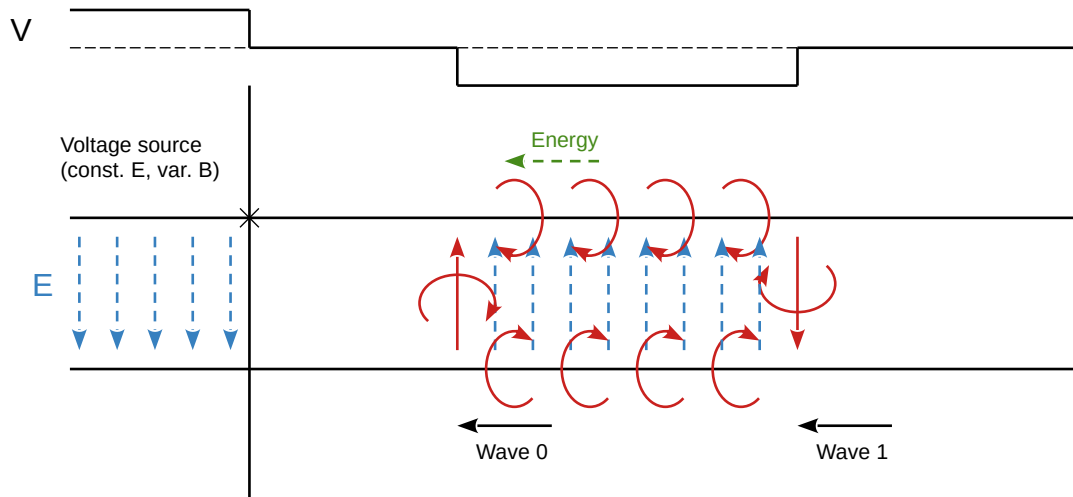 V
Voltage source
(const. E, var. B)
Energy
E
Wave 0
Wave 1